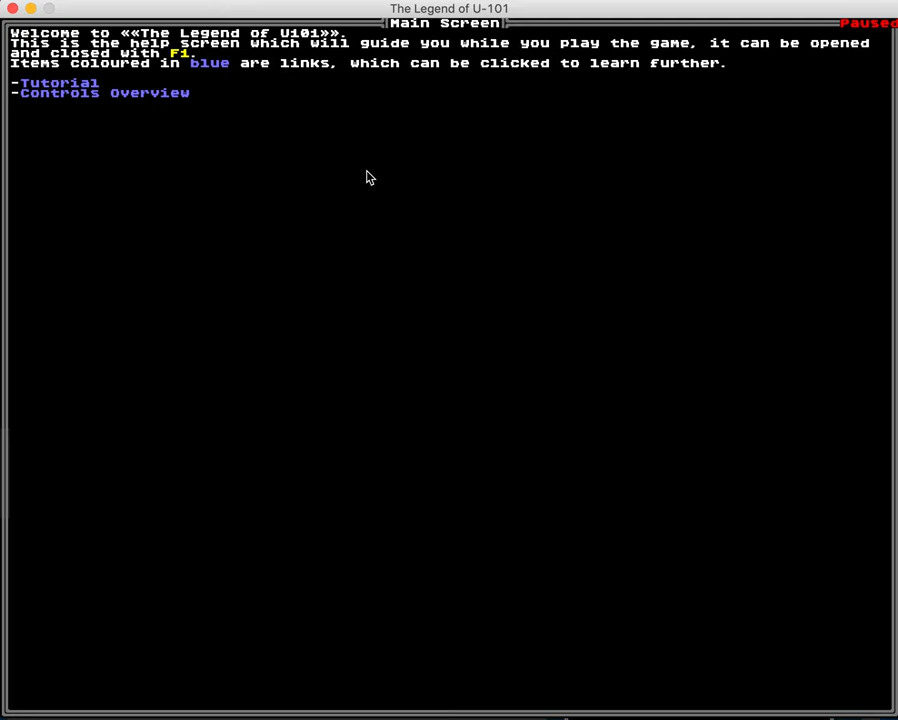 The Legend of U-101
Main Screen
Paused
Welcome to ««The Legend of U101»».
This is the help screen which will guide you while you play the game, it can be opened
and closed with F1.
Items coloured in blue are links, which can be clicked to learn further.
-Tutorial
-Controls Overview